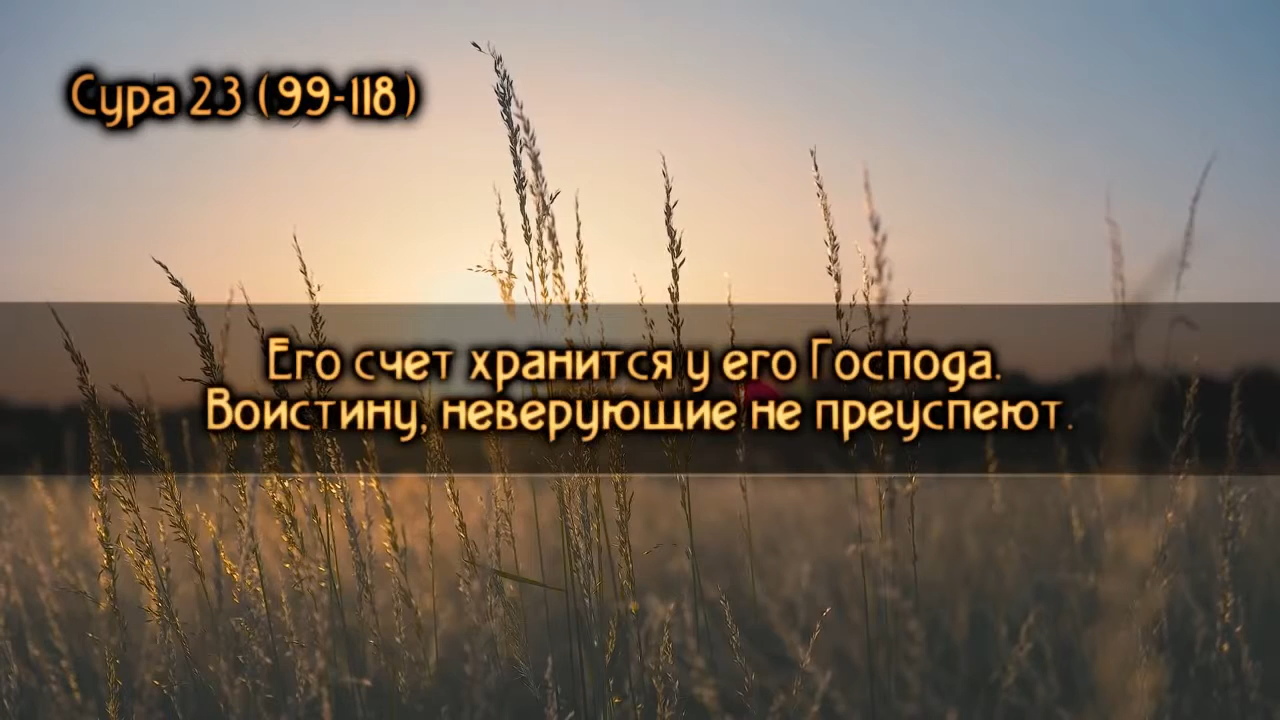 Сура 23 (99-118)
Его счет хранится у его Господа.
Воистину, неверующие не преуспеют.